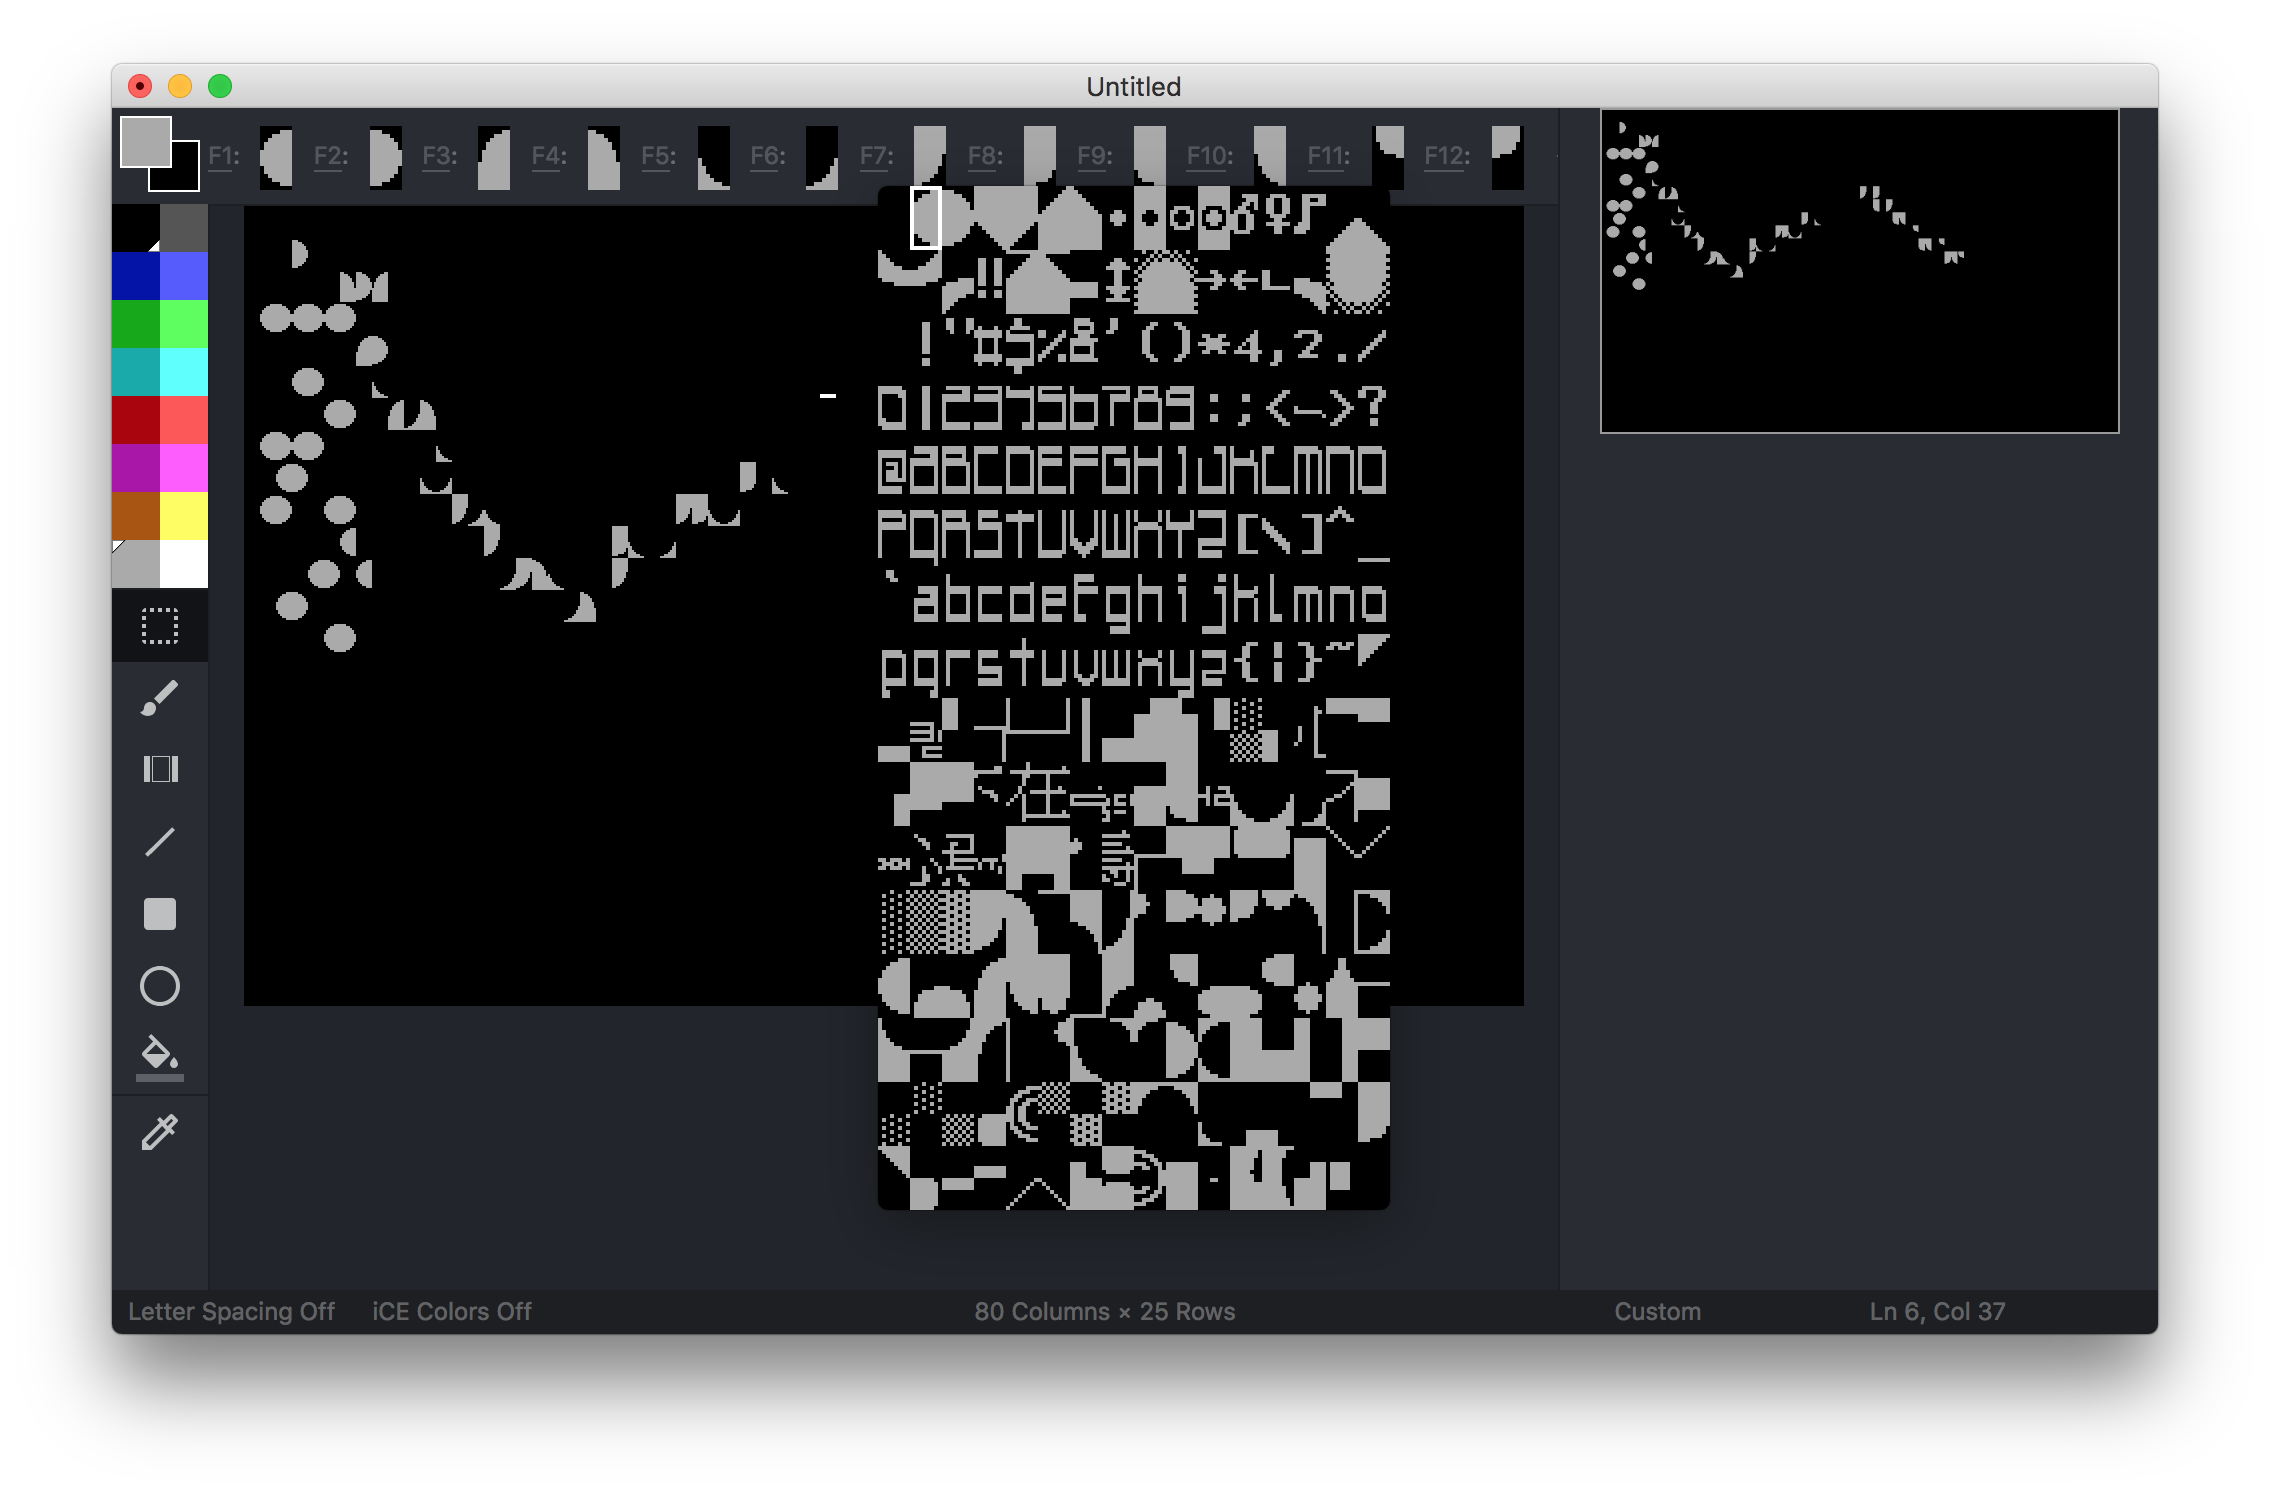 Untitled
F1: F2: F3: F4: F5: F6: F7: F8: F9: F10: F11: F12:
!"#$%&'()*+,-./
0123456789:;<=>?
@ABCDEFGHIJKLMNO
PQRSTUVWXYZ[\]^_
`abcdefghijklmno
pqrstuvwxyz{|}~
Letter Spacing Off iCE Colors Off 80 Columns × 25 Rows Custom Ln 6, Col 37